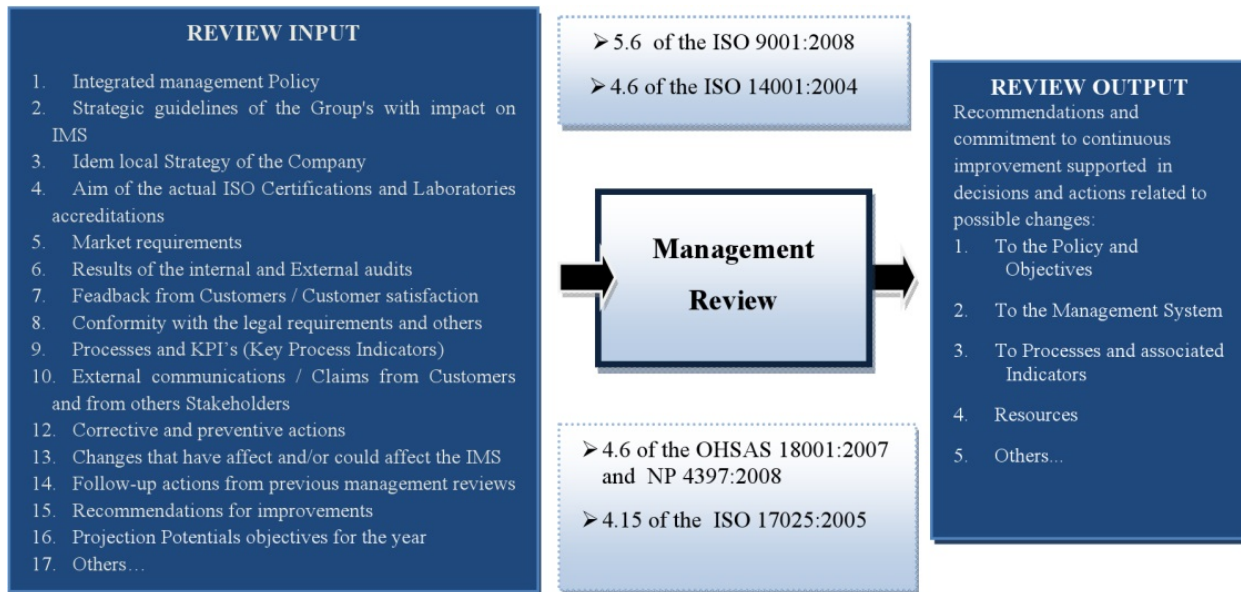 REVIEW INPUT
1. Integrated management Policy
2. Strategic guidelines of the Group's with impact on
IMS
3. Idem local Strategy of the Company
4. Aim of the actual ISO Certifications and Laboratories
accreditations
5. Market requirements
6. Results of the internal and External audits
7. Feadback from Customers / Customer satisfaction
8. Conformity with the legal requirements and others
9. Processes and KPI's (Key Process Indicators)
10. External communications / Claims from Customers
and from others Stakeholders
12. Corrective and preventive actions
13. Changes that have affect and/or could affect the IMS
14. Follow-up actions from previous management reviews
15. Recommendations for improvements
16. Projection Potentials objectives for the year
17. Others…
➢ 5.6 of the ISO 9001:2008
➢ 4.6 of the ISO 14001:2004
Management
Review
➢ 4.6 of the OHSAS 18001:2007
and NP 4397:2008
➢ 4.15 of the ISO 17025:2005
REVIEW OUTPUT
Recommendations and
commitment to continuous
improvement supported in
decisions and actions related to
possible changes:
1. To the Policy and
Objectives
2. To the Management System
3. To Processes and associated
Indicators
4. Resources
5. Others...